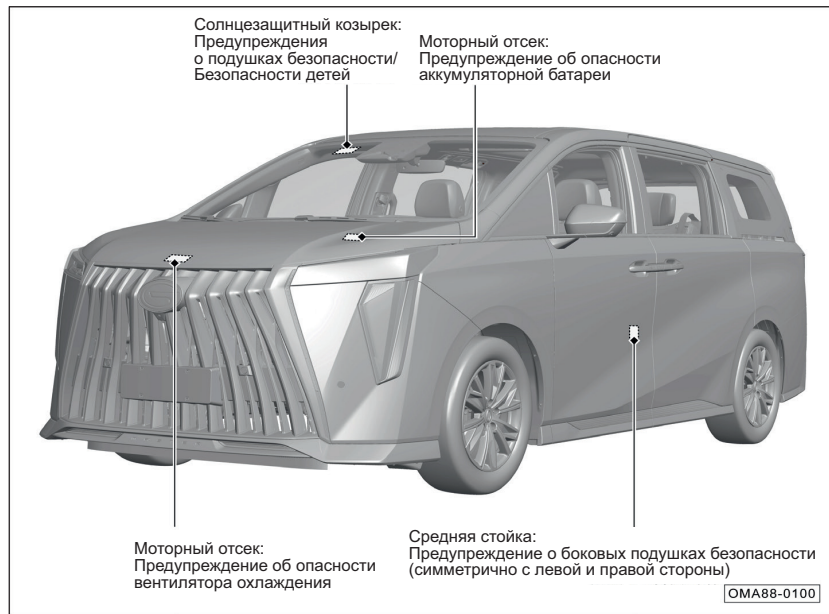 Солнцезащитный козырек:
Предупреждения
о подушках безопасности/
Безопасности детей
Моторный отсек:
Предупреждение об опасности
аккумуляторной батареи
Моторный отсек:
Предупреждение об опасности
вентилятора охлаждения
Средняя стойка:
Предупреждение о боковых подушках безопасности
(симметрично с левой и правой стороны)
OMA88-0100